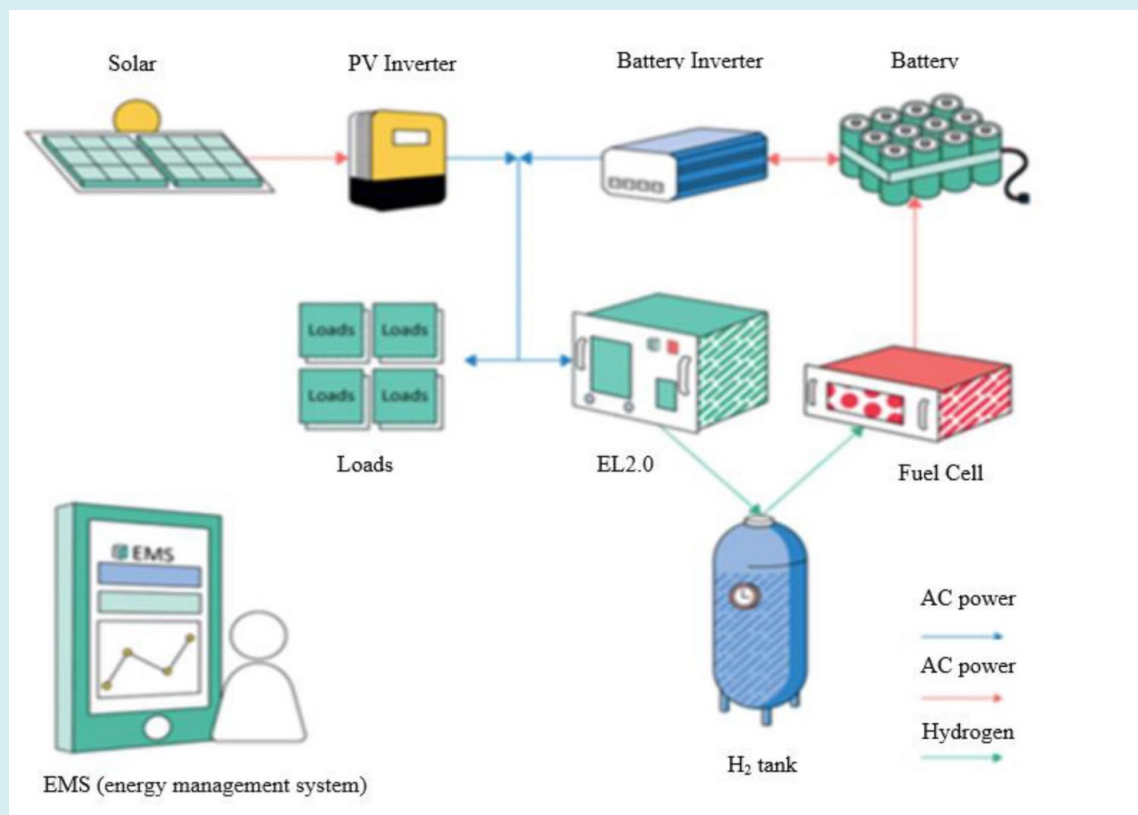 Solar
PV Inverter
Battery Inverter
Battery
Loads
Loads
Loads
Loads
Loads
EL2.0
Fuel Cell
EMS
AC power
AC power
Hydrogen
H₂ tank
EMS (energy management system)